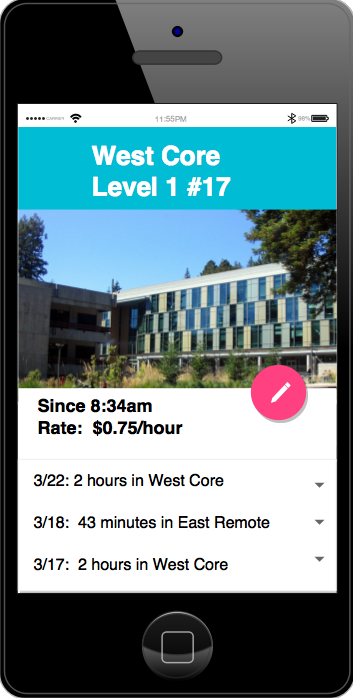 CARRIER 11:55PM 98%
West Core
Level 1 #17
Since 8:34am
Rate: $0.75/hour
3/22: 2 hours in West Core
3/18: 43 minutes in East Remote
3/17: 2 hours in West Core